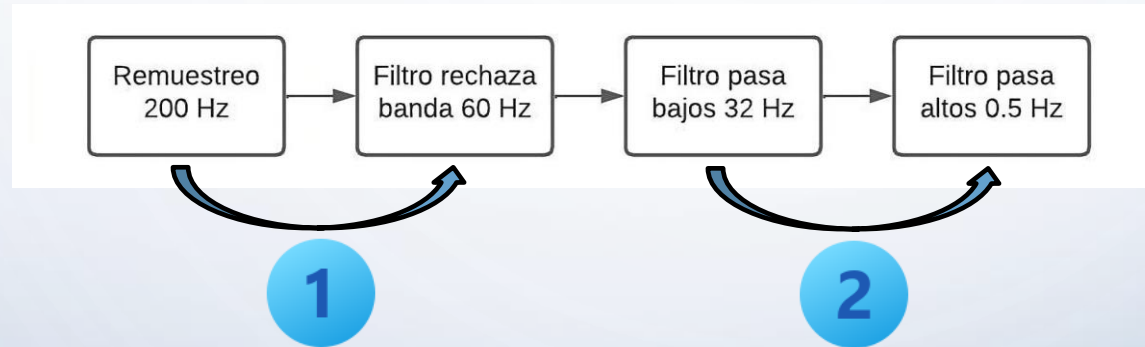 Remuestreo
200 Hz
Filtro rechaza
banda 60 Hz
Filtro pasa
bajos 32 Hz
Filtro pasa
altos 0.5 Hz
1
2